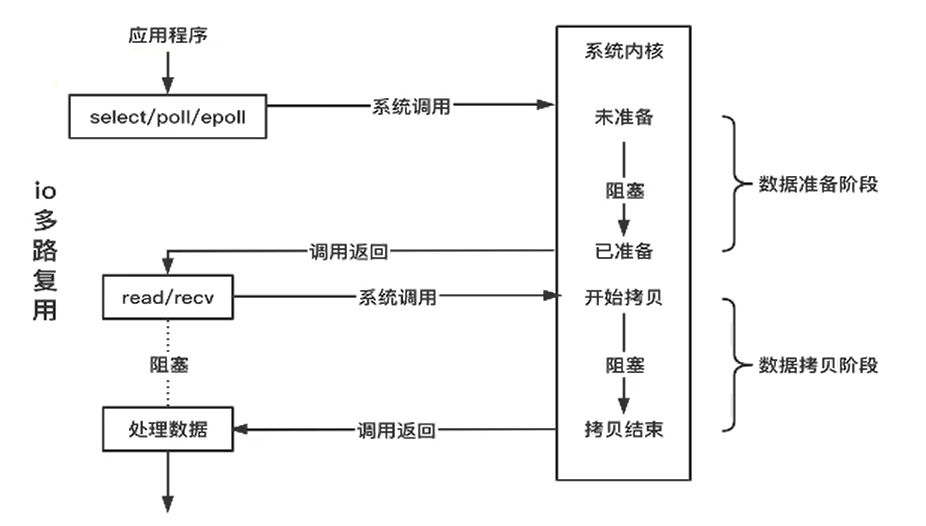 应用程序
系统内核
select/poll/epoll
系统调用
未准备
阻塞
数据准备阶段
io
多
路
复
用
调用返回
已准备
read/recv
系统调用
开始拷贝
阻塞
阻塞
数据拷贝阶段
处理数据
调用返回
拷贝结束